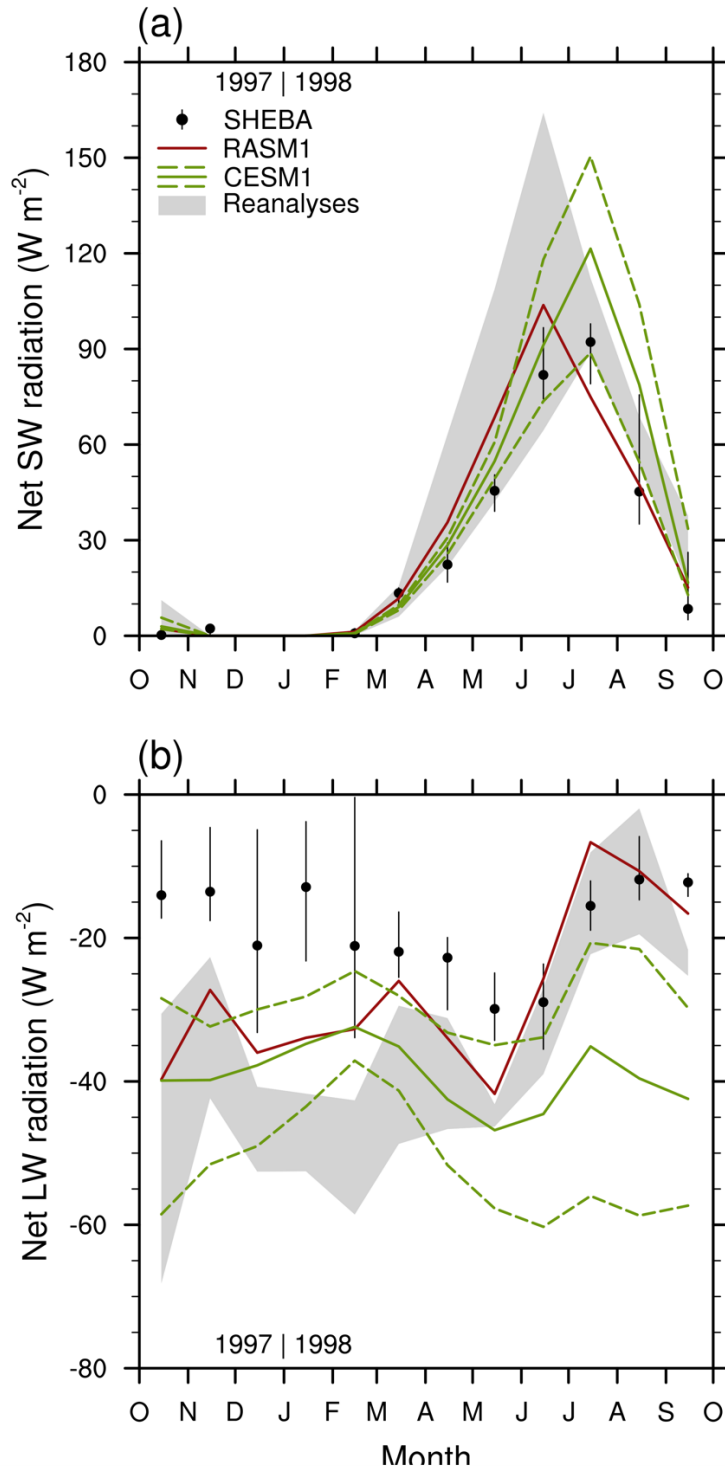 (a)
180
150
120
90
60
30
0
Net SW radiation (W m-2)
1997 | 1998
SHEBA
RASM1
CESM1
Reanalyses
O N D J F M A M J J A S O
(b)
0
-20
-40
-60
-80
Net LW radiation (W m-2)
1997 | 1998
O N D J F M A M J J A S O
Month